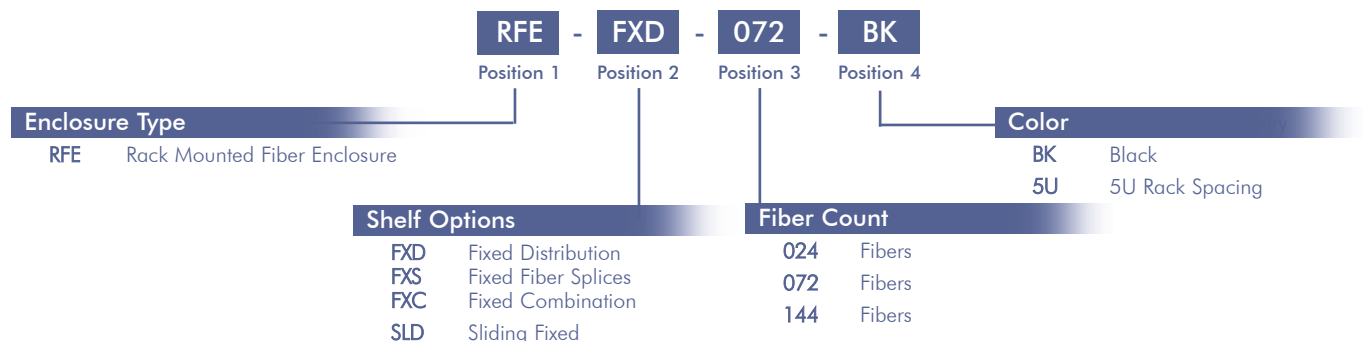 RFE - FXD - 072 - BK
Position 1 Position 2 Position 3 Position 4
Enclosure Type
RFE Rack Mounted Fiber Enclosure
Color
BK Black
5U 5U Rack Spacing
Shelf Options
FXD Fixed Distribution
FXS Fixed Fiber Splices
FXC Fixed Combination
SLD Sliding Fixed
Fiber Count
024 Fibers
072 Fibers
144 Fibers